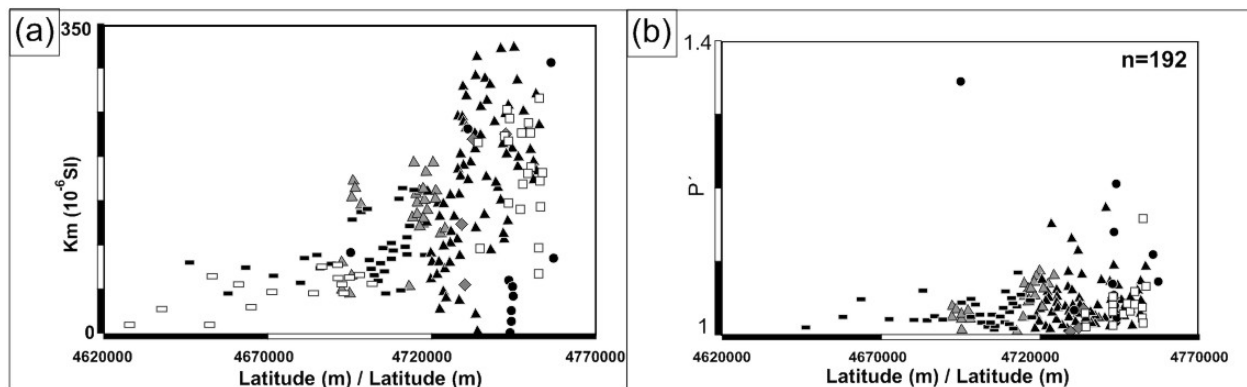 (a)
350
Km (10⁻⁶SI)
0
4620000 4670000 4720000 4770000
Latitude (m) / Latitude (m)
(b)
1.4
n=192
P´
1
4620000 4670000 4720000 4770000
Latitude (m) / Latitude (m)